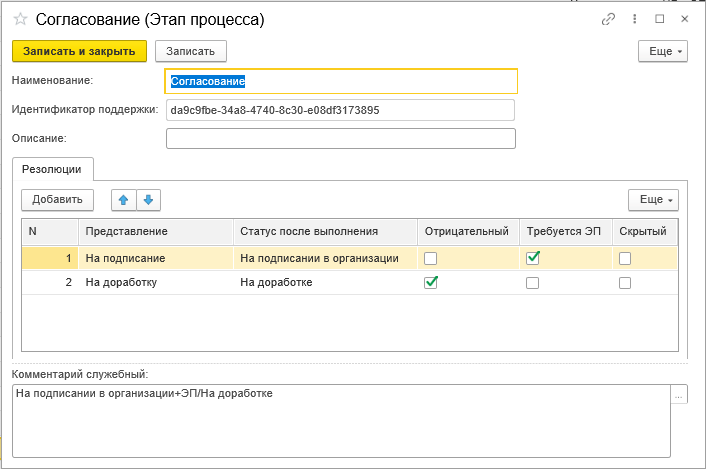 Согласование (Этап процесса)
Записать и закрыть
Записать
Еще
Наименование: Согласование
Идентификатор поддержки: da9c9fbe-34a8-4740-8c30-e08df3173895
Описание:
Резолюции
Добавить
Еще
N Представление Статус после выполнения Отрицательный Требуется ЭП Скрытый
1 На подписание На подписании в организации
2 На доработку На доработке
Комментарий служебный:
На подписании в организации+ЭП/На доработке
...